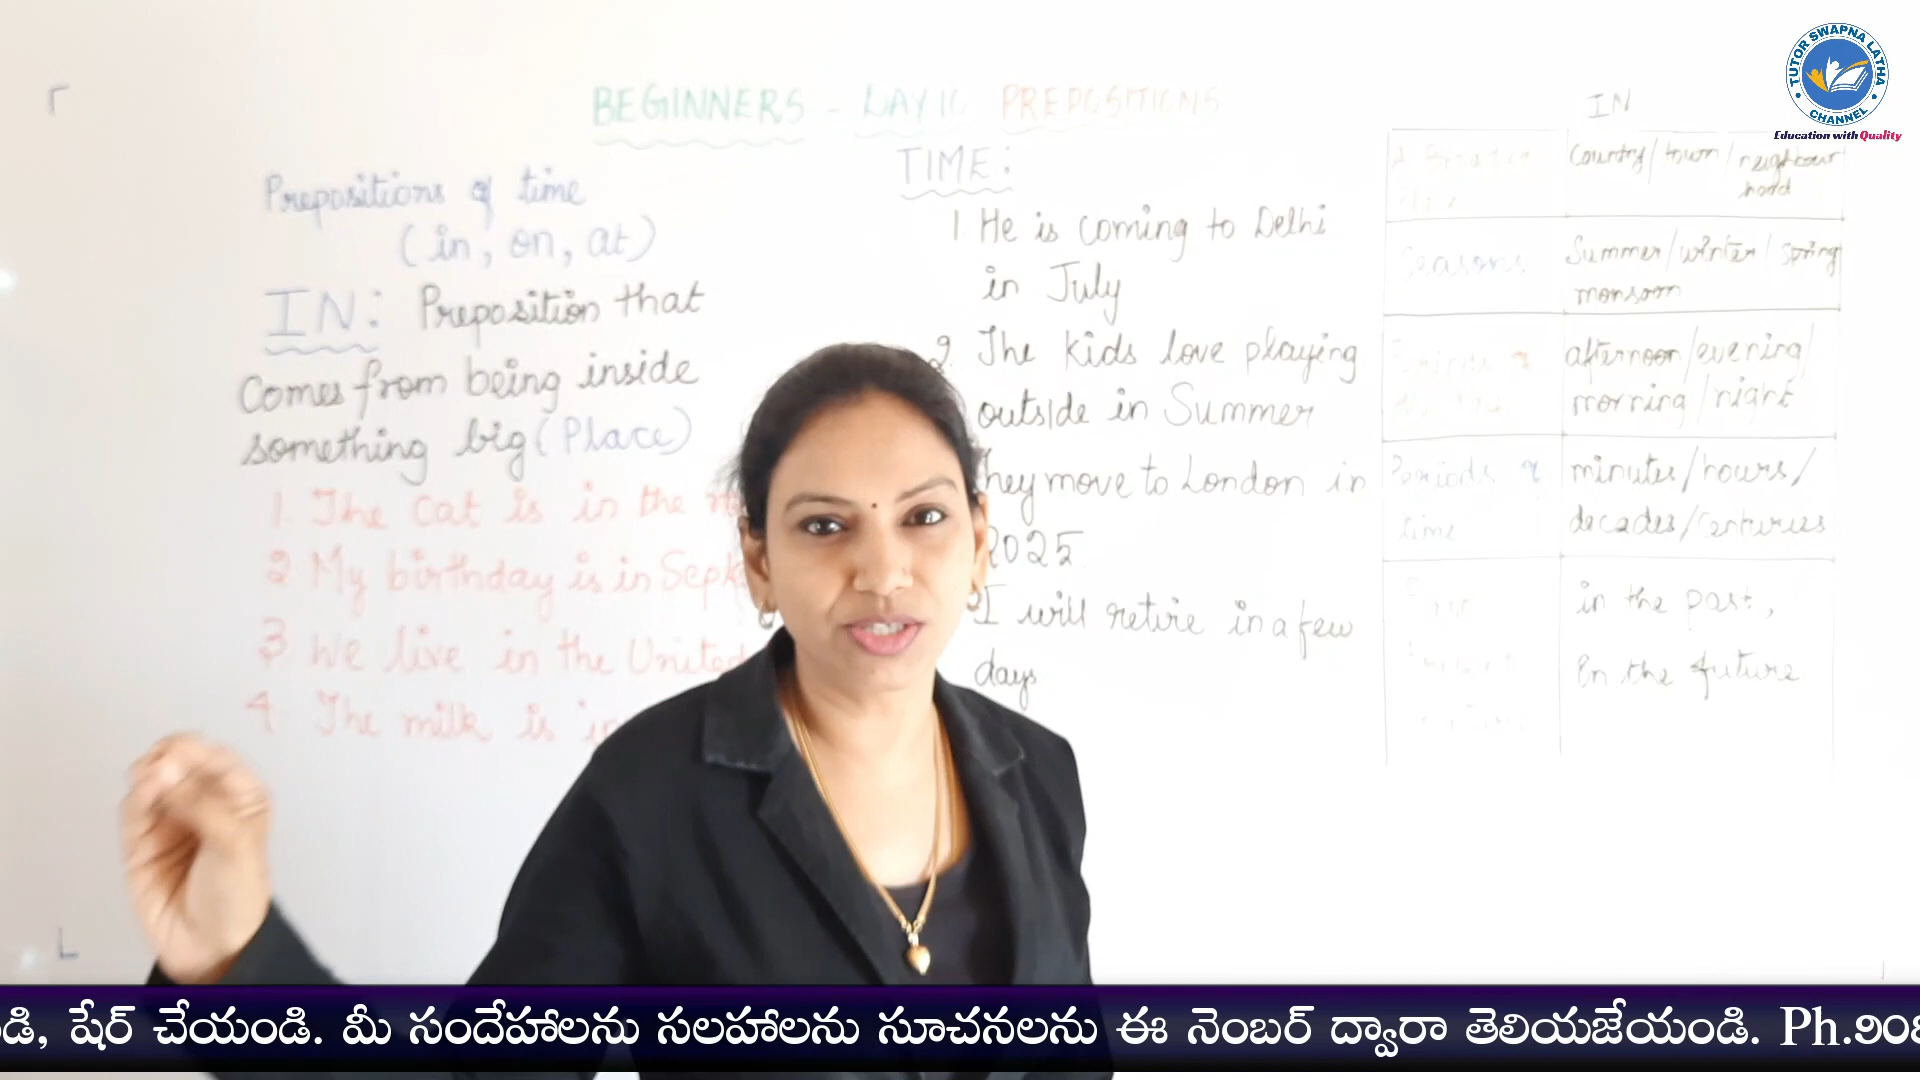 TUTOR SWAPNA LATHA
CHANNEL
Education with Quality
BEGINNERS - DAY 10 PREPOSITIONS
Prepositions of time
(in, on, at)
IN: Preposition that
Comes from being inside
something big (Place)
1. The cat is in the
2 My birthday is in Sept
3 We live in the United
4 The milk is in
TIME:
1 He is coming to Delhi
in July
2. The kids love playing
outside in Summer
They move to London in
2025
I will retire in a few
days
IN
Country/town/neighbour
hood
Seasons
Summer/winter/spring
monsoon
afternoon/evening/
morning/night
Periods of
time
minutes/hours/
decades/centuries
in the past,
In the future
షేర్ చేయండి. మీ సందేహాలను సలహాలను సూచనలను ఈ నెంబర్ ద్వారా తెలియజేయండి. Ph.